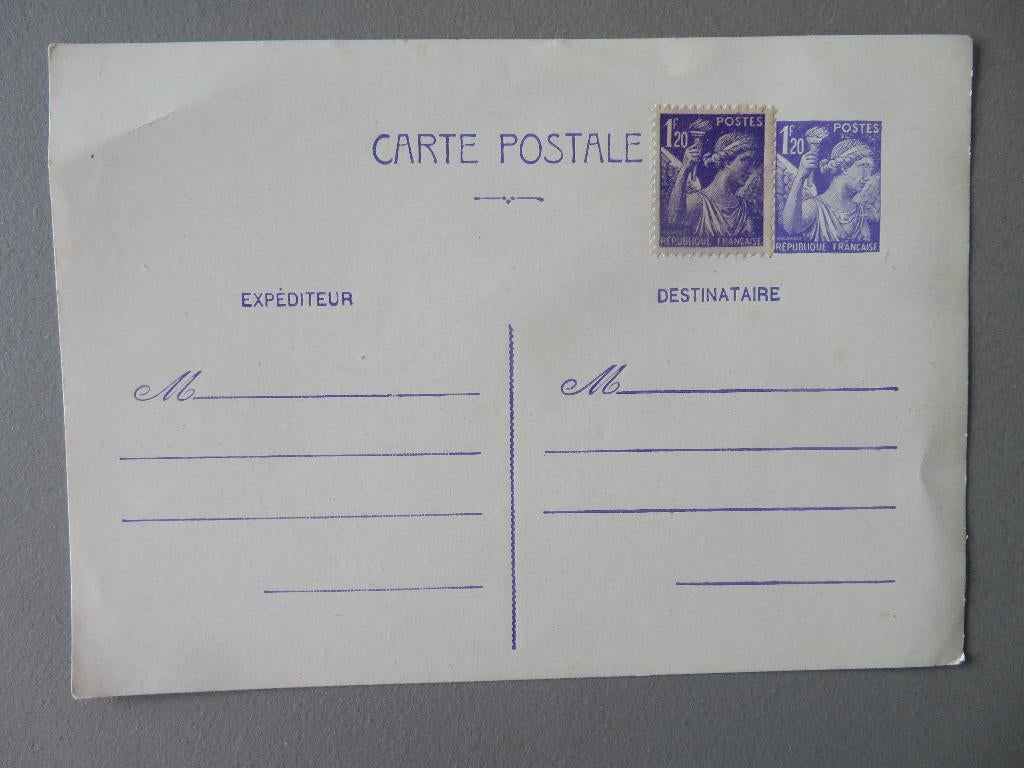 CARTE POSTALE
1F20 POSTES
RÉPUBLIQUE FRANÇAISE
1F20 POSTES
RÉPUBLIQUE FRANÇAISE
EXPÉDITEUR
DESTINATAIRE
M
M